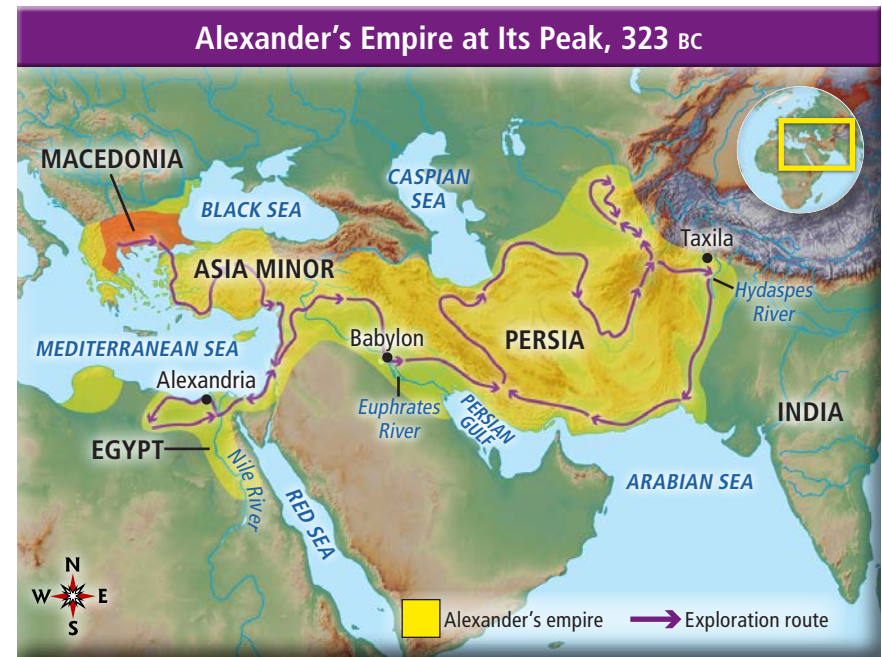 Alexander's Empire at Its Peak, 323 BC
MACEDONIA
BLACK SEA
CASPIAN
SEA
ASIA MINOR
Taxila
Hydaspes
River
MEDITERRANEAN SEA
Babylon
PERSIA
Alexandria
Euphrates
River
PERSIAN
GULF
INDIA
EGYPT
Nile River
RED SEA
ARABIAN SEA
N
W
E
S
Alexander's empire
Exploration route